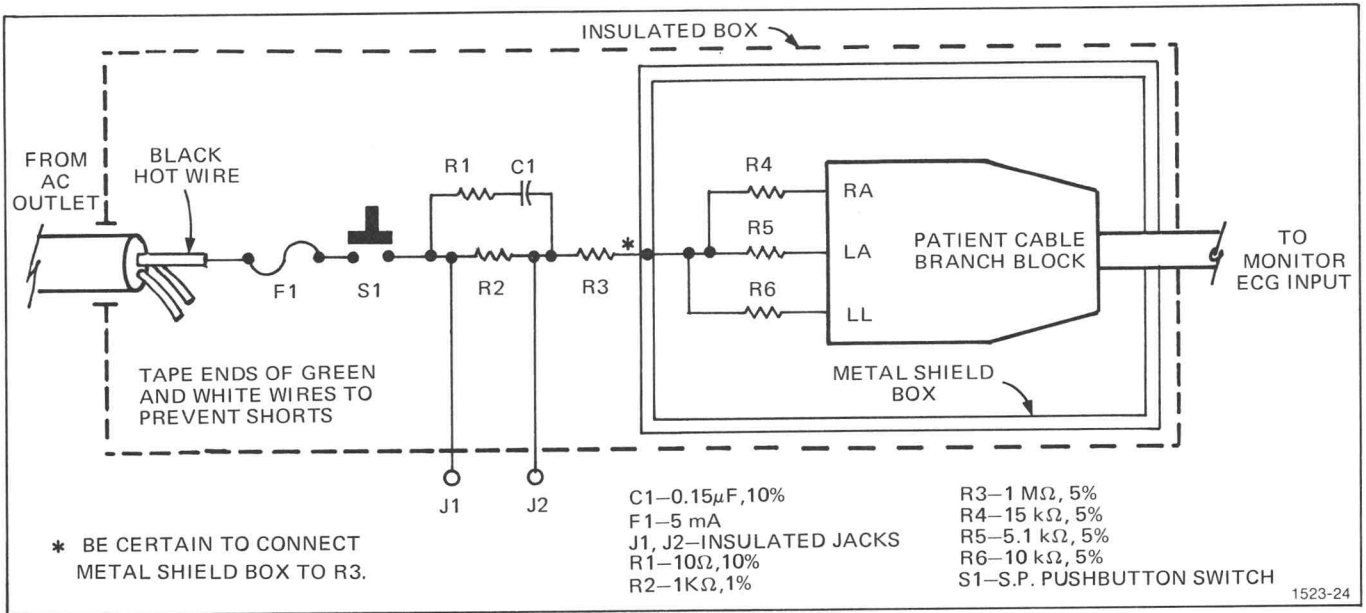 INSULATED BOX
FROM
AC
OUTLET
BLACK
HOT WIRE
R1
C1
R4
RA
F1
S1
R2
R3
*
R5
LA
PATIENT CABLE
BRANCH BLOCK
TO
MONITOR
ECG INPUT
R6
LL
TAPE ENDS OF GREEN
AND WHITE WIRES TO
PREVENT SHORTS
METAL SHIELD
BOX
J1
J2
* BE CERTAIN TO CONNECT
METAL SHIELD BOX TO R3.
C1—0.15μF,10%
F1—5 mA
J1, J2—INSULATED JACKS
R1—10Ω,10%
R2—1KΩ,1%
R3—1 MΩ, 5%
R4—15 kΩ, 5%
R5—5.1 kΩ, 5%
R6—10 kΩ, 5%
S1—S.P. PUSHBUTTON SWITCH
1523-24